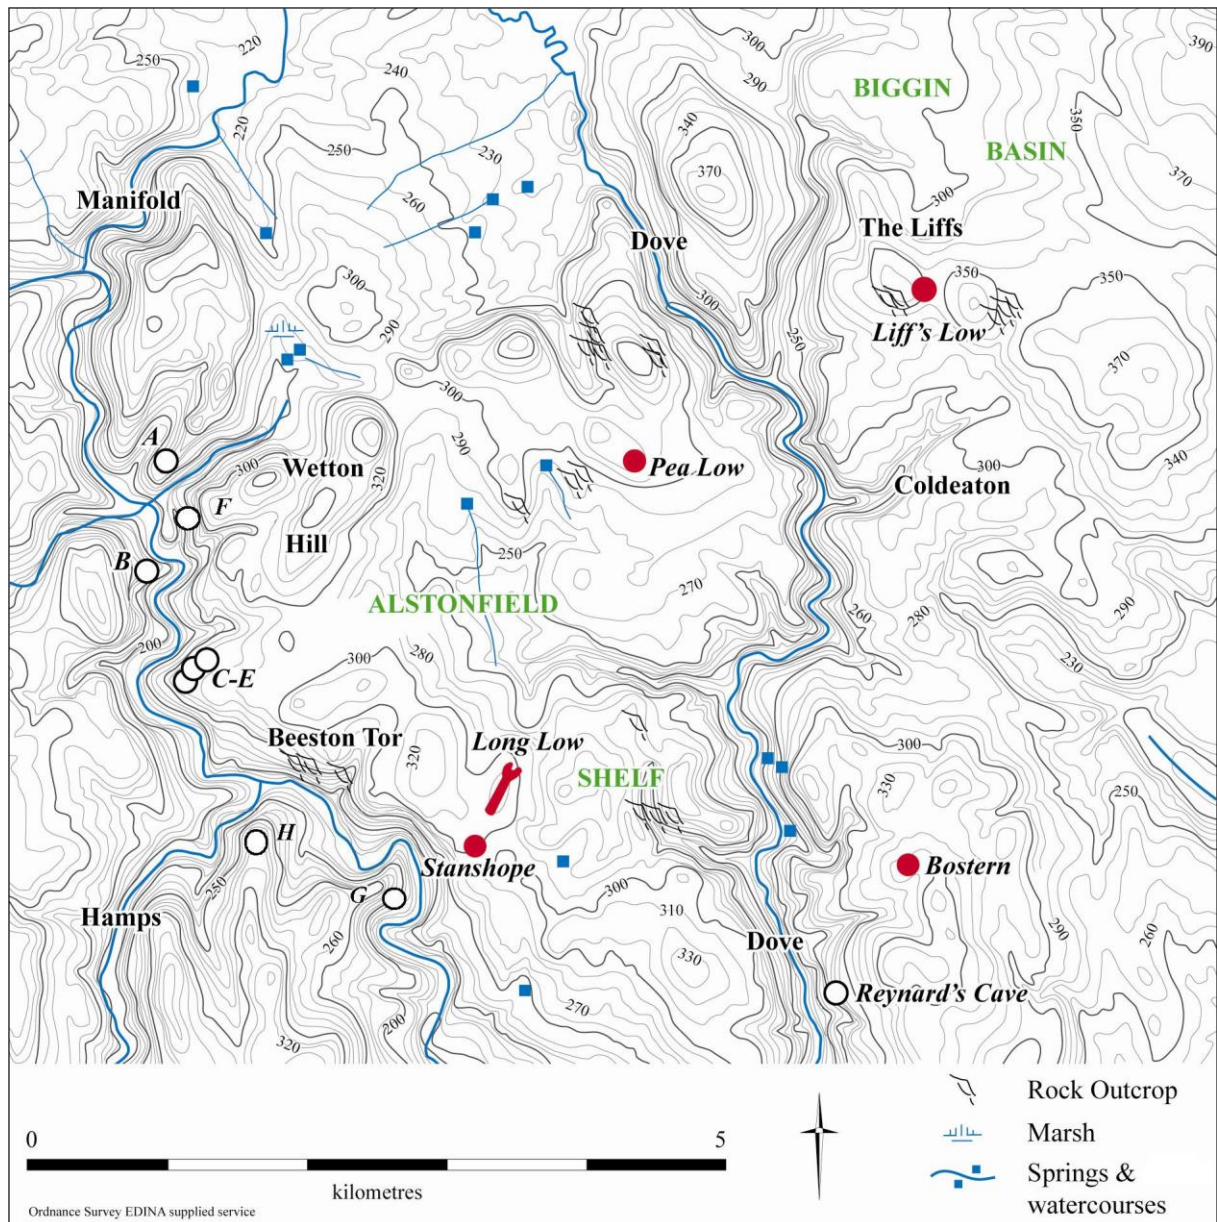 250
220
240
300
290
390
BIGGIN
350
BASIN
340
370
220
250
230
260
Manifold
370
300
The Liffs
Dove
350
350
300
290
300
250
Liff's Low
370
300
290
A
Wetton
300
320
Pea Low
300
340
Coldeaton
F
Hill
B
250
270
ALSTONFIELD
260
280
290
200
C-E
300
280
230
Beeston Tor
Long Low
300
320
SHELF
330
250
H
Stanshope
Bostern
250
G
300
Hamps
310
260
Dove
290
260
330
Reynard's Cave
270
200
320
Rock Outcrop
0
5
Marsh
Springs &
watercourses
kilometres
Ordnance Survey EDINA supplied service